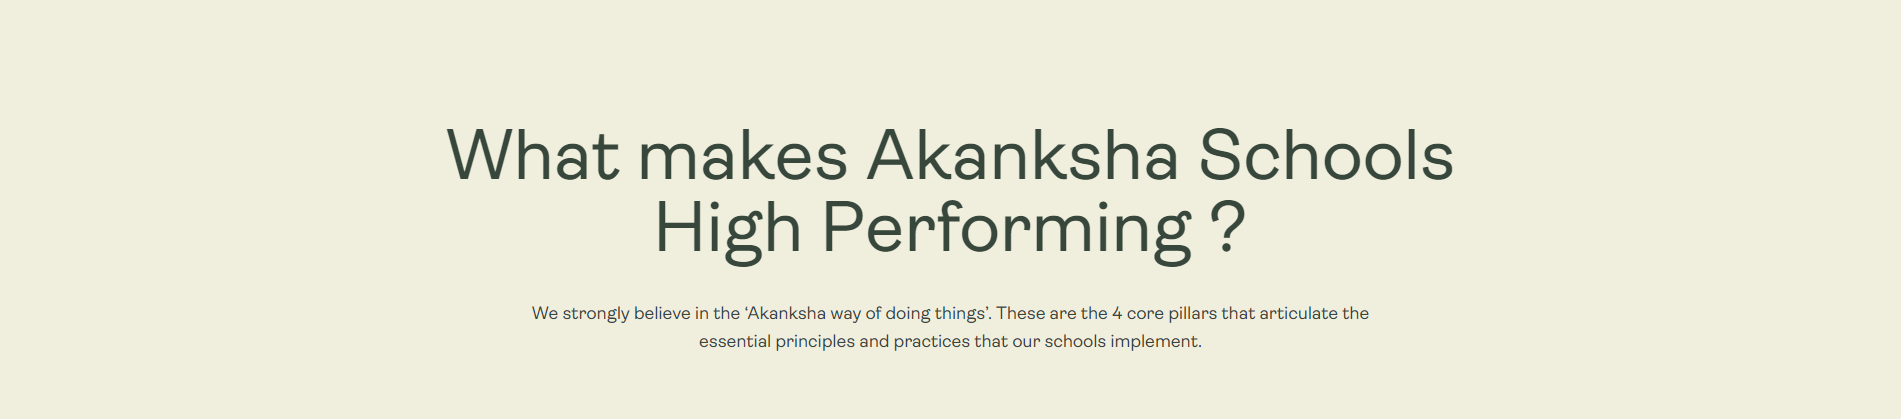 What makes Akanksha Schools
High Performing ?
We strongly believe in the ‘Akanksha way of doing things’. These are the 4 core pillars that articulate the
essential principles and practices that our schools implement.